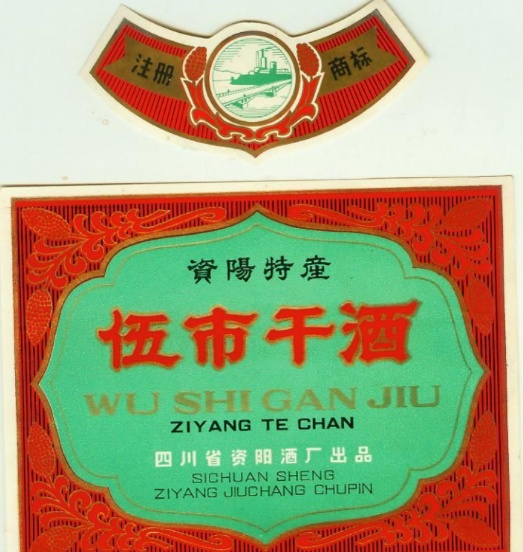 注册 商标
資陽特産
伍市干酒
WU SHI GAN JIU
ZIYANG TE CHAN
四川省资阳酒厂出品
SICHUAN SHENG
ZIYANG JIUCHANG CHUPIN